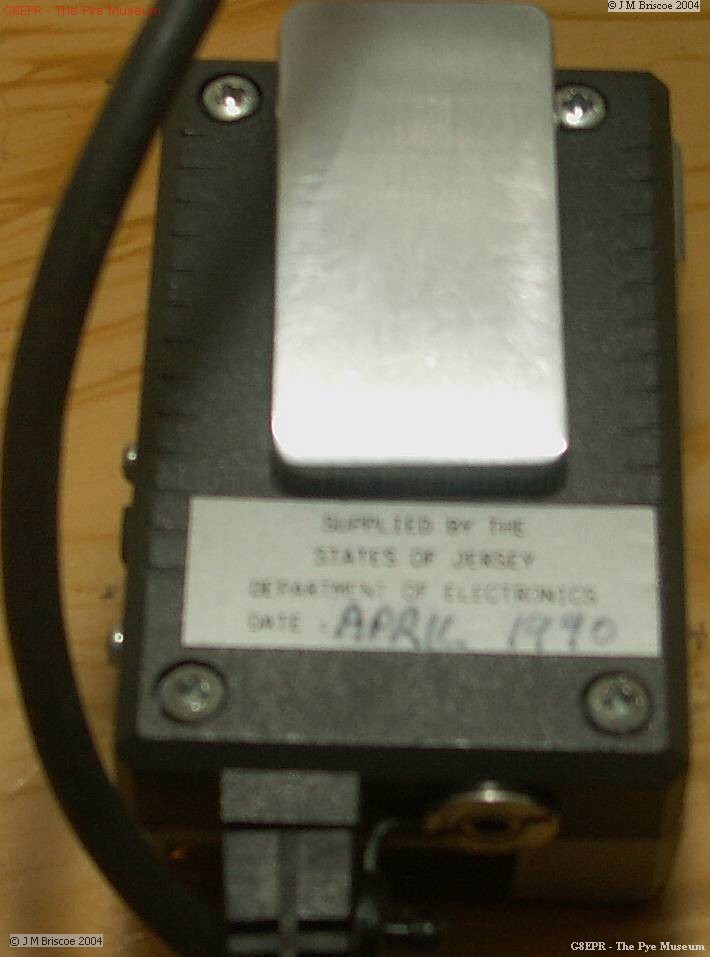 G8EPR - The Pye Museum
© J M Briscoe 2004
SUPPLIED BY THE
STATES OF JERSEY
DEPARTMENT OF ELECTRONICS
DATE : APRIL 1990
© J M Briscoe 2004
G8EPR - The Pye Museum